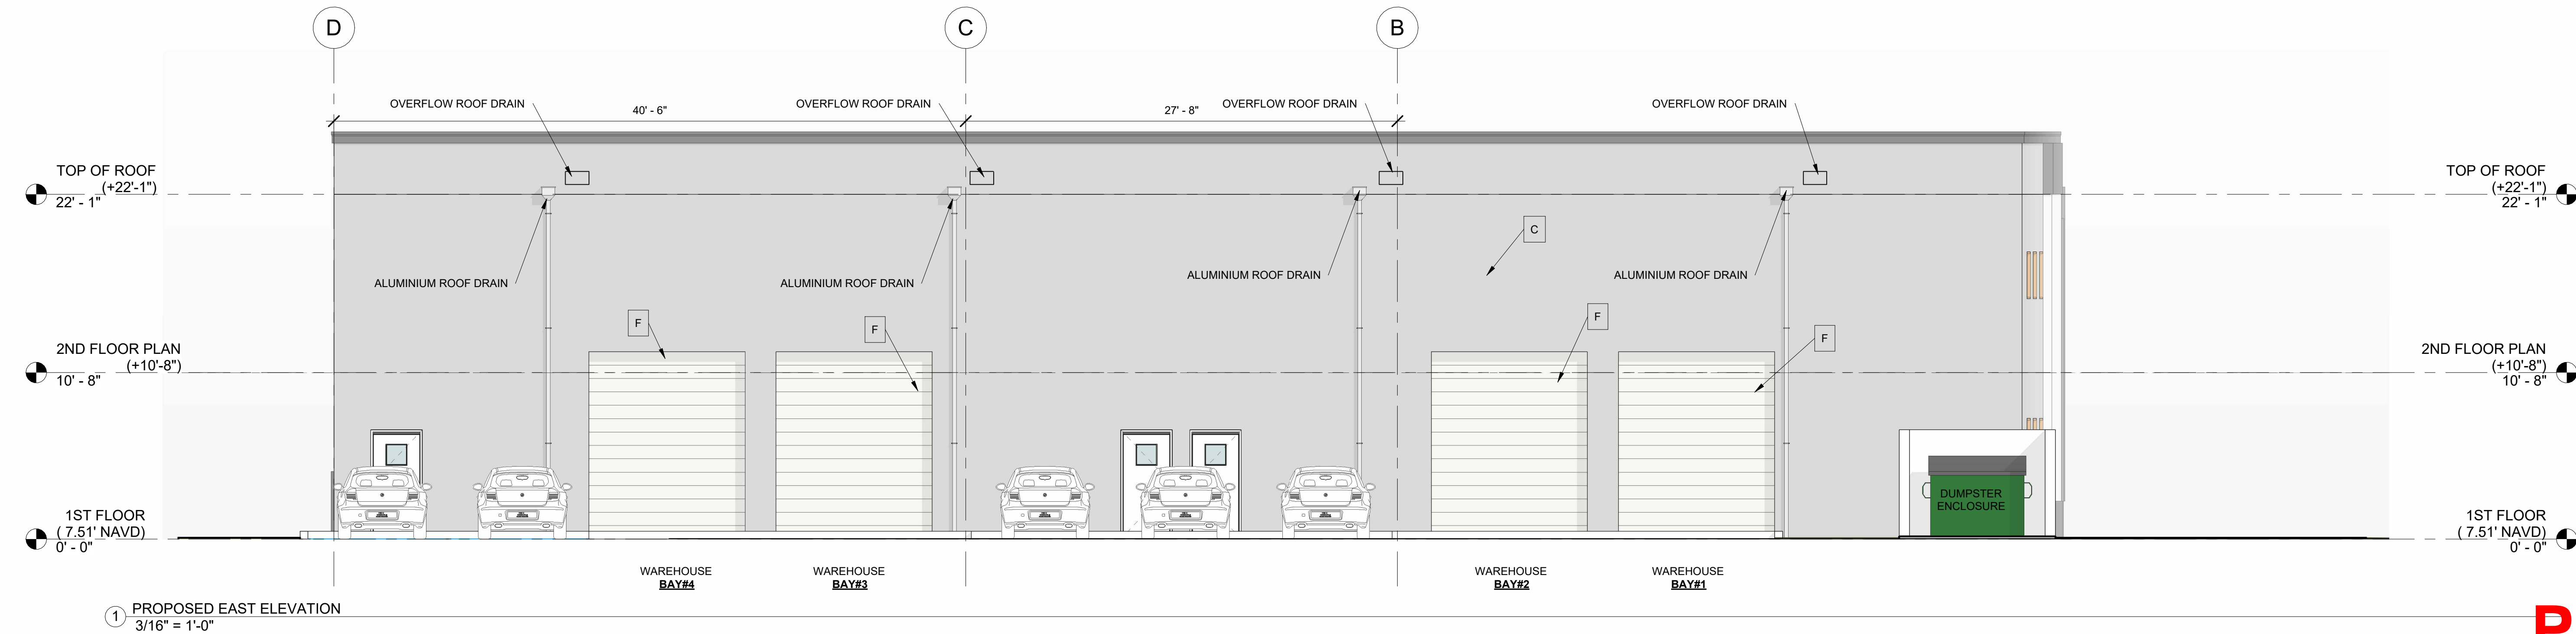 D
C
B
OVERFLOW ROOF DRAIN
40' - 6"
OVERFLOW ROOF DRAIN
27' - 8"
OVERFLOW ROOF DRAIN
OVERFLOW ROOF DRAIN
TOP OF ROOF
(+22'-1")
22' - 1"
TOP OF ROOF
(+22'-1")
22' - 1"
C
ALUMINIUM ROOF DRAIN
ALUMINIUM ROOF DRAIN
ALUMINIUM ROOF DRAIN
ALUMINIUM ROOF DRAIN
F
F
F
F
2ND FLOOR PLAN
(+10'-8")
10' - 8"
2ND FLOOR PLAN
(+10'-8")
10' - 8"
DUMPSTER
ENCLOSURE
1ST FLOOR
( 7.51' NAVD)
0' - 0"
1ST FLOOR
( 7.51' NAVD)
0' - 0"
WAREHOUSE
BAY#4
WAREHOUSE
BAY#3
WAREHOUSE
BAY#2
WAREHOUSE
BAY#1
1
PROPOSED EAST ELEVATION
3/16" = 1'-0"